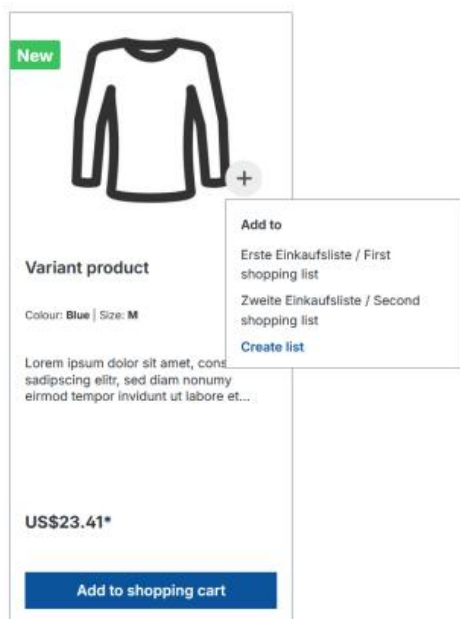 New
+
Add to
Erste Einkaufsliste / First
shopping list
Zweite Einkaufsliste / Second
shopping list
Create list
Variant product
Colour: Blue | Size: M
Lorem ipsum dolor sit amet, cons
sadipscing elitr, sed diam nonumy
eirmod tempor invidunt ut labore et...
US$23.41*
Add to shopping cart